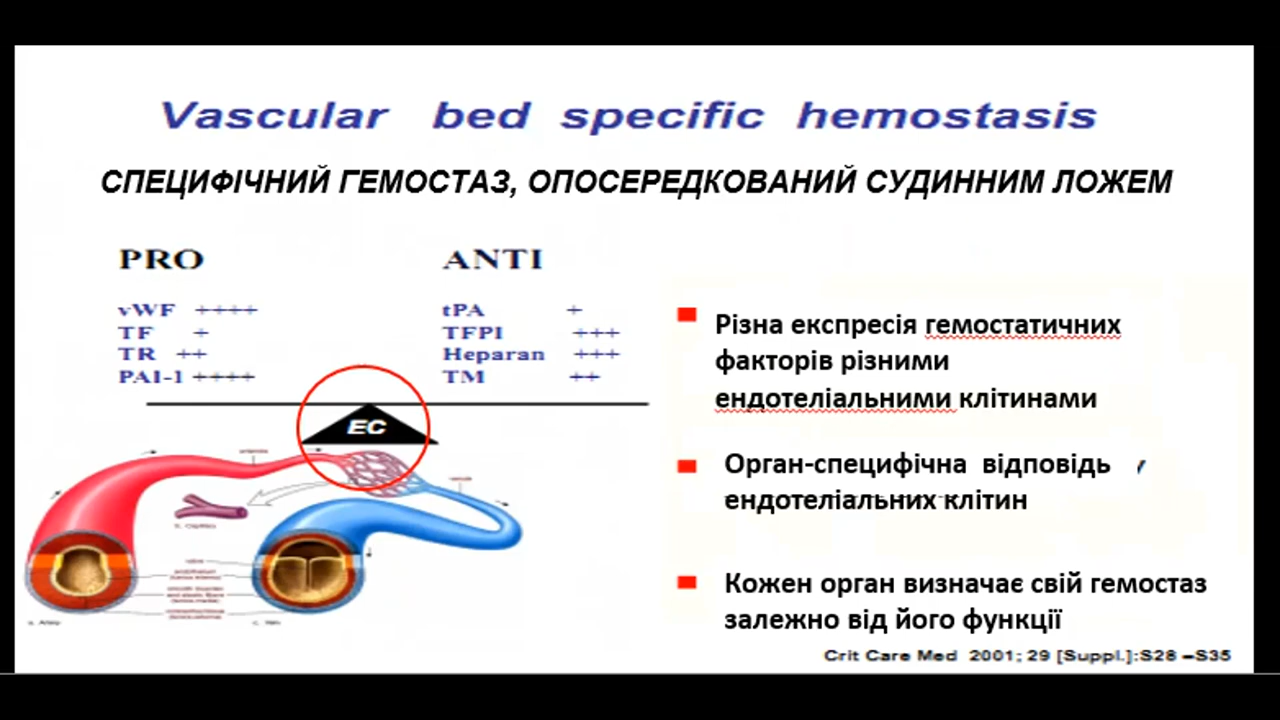 Vascular bed specific hemostasis
СПЕЦИФІЧНИЙ ГЕМОСТАЗ, ОПОСЕРЕДКОВАНИЙ СУДИННИМ ЛОЖЕМ
PRO ANTI
vWF ++++ tPA +
TF + TFPI +++
TR ++ Heparan +++
PAI-1 ++++ TM ++
EC
Різна експресія гемостатичних
факторів різними
ендотеліальними клітинами
Орган-специфічна відповідь
ендотеліальних клітин
Кожен орган визначає свій гемостаз
залежно від його функції
Crit Care Med 2001; 29 [Suppl.]:S28 –S35